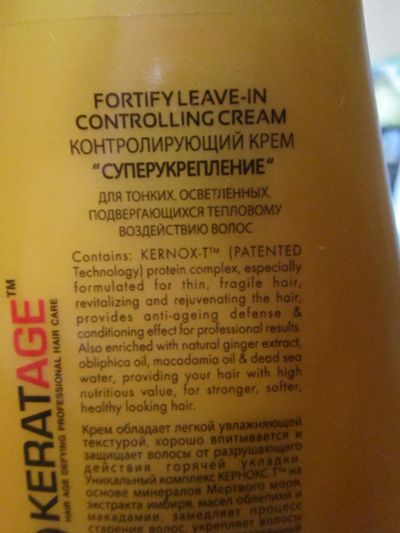 FORTIFY LEAVE-IN
CONTROLLING CREAM
КОНТРОЛИРУЮЩИЙ КРЕМ
"СУПЕРУКРЕПЛЕНИЕ"
ДЛЯ ТОНКИХ, ОСВЕТЛЕННЫХ,
ПОДВЕРГАЮЩИХСЯ ТЕПЛОВОМУ
ВОЗДЕЙСТВИЮ ВОЛОС
Contains: KERNOX-T™ (PATENTED
Technology) protein complex, especially
formulated for thin, fragile hair,
revitalizing and rejuvenating the hair,
provides anti-ageing defense &
conditioning effect for professional results.
Also enriched with natural ginger extract,
obliphica oil, macadamia oil & dead sea
water, providing your hair with high
nutritious value, for stronger, softer,
healthy looking hair.
Крем обладает легкой увлажняющей
текстурой, хорошо впитывается и
защищает волосы от разрушающего
действия горячей укладки.
Уникальный комплекс КЕРНОКС Т™ на
основе минералов Мертвого моря,
экстракта имбиря, масел облепихи и
макадамии, замедляет процесс
старение волос, укрепляет волосы
KERATAGE™
HAIR AGE DEFYING PROFESSIONAL HAIR CARE